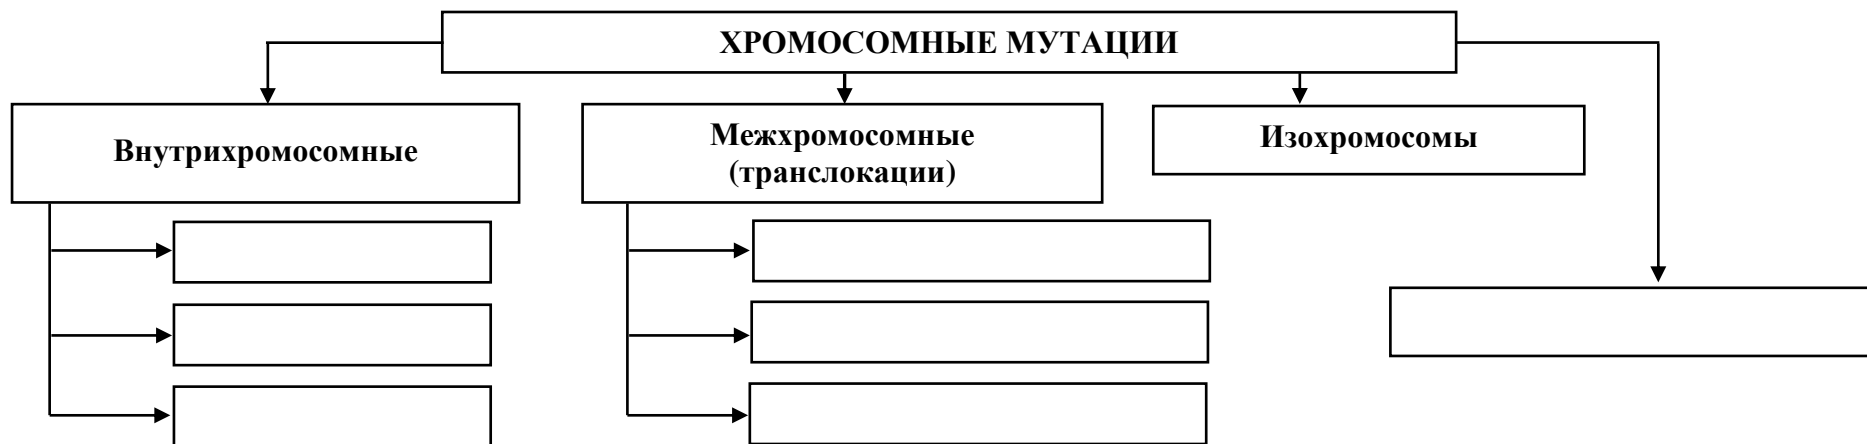 ХРОМОСОМНЫЕ МУТАЦИИ
Внутрихромосомные
Межхромосомные
(транслокации)
Изохромосомы